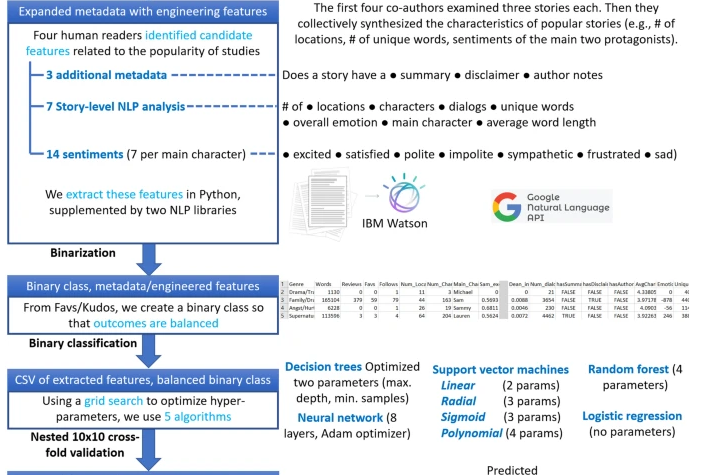 Expanded metadata with engineering features
Four human readers identified candidate
features related to the popularity of studies
3 additional metadata
7 Story-level NLP analysis
14 sentiments (7 per main character)
We extract these features in Python,
supplemented by two NLP libraries
The first four co-authors examined three stories each. Then they
collectively synthesized the characteristics of popular stories (e.g., # of
locations, # of unique words, sentiments of the main two protagonists).
Does a story have a ● summary ● disclaimer ● author notes
# of ● locations ● characters ● dialogs ● unique words
● overall emotion ● main character ● average word length
● excited ● satisfied ● polite ● impolite ● sympathetic ● frustrated ● sad)
IBM Watson
Google
Natural Language
API
Binarization
Binary class, metadata/engineered features
From Favs/Kudos, we create a binary class so
that outcomes are balanced
1 Genre Words Reviews Favs Follows Num_Loca Num_Char Main_Cha Sam_ex Dean_in Num_dialc hasSumma hasDisclai hasAuthor AvgChar Emotic Uniqu
2 Drama/Tra 1130 0 0 1 11 3 Michael 0 0 21 FALSE FALSE FALSE 4.33805 0
3 Family/Dr 165104 379 59 79 44 163 Sam 0.5693 0.0088 3654 FALSE TRUE FALSE 3.97178 -878
4 Angst/Hur 6228 0 0 1 26 19 Sammy 0.6811 0.0046 230 FALSE FALSE FALSE 4.0903 -56
5 Supernatu 113596 3 3 4 64 204 Lauren 0.5624 0.0072 4462 TRUE FALSE FALSE 3.92263 246
Binary classification
CSV of extracted features, balanced binary class
Using a grid search to optimize hyper-
parameters, we use 5 algorithms
Decision trees Optimized
two parameters (max.
depth, min. samples)
Neural network (8
layers, Adam optimizer)
Support vector machines
Linear (2 params)
Radial (3 params)
Sigmoid (3 params)
Polynomial (4 params)
Random forest (4
parameters)
Logistic regression
(no parameters)
Nested 10x10 cross-
fold validation
Predicted